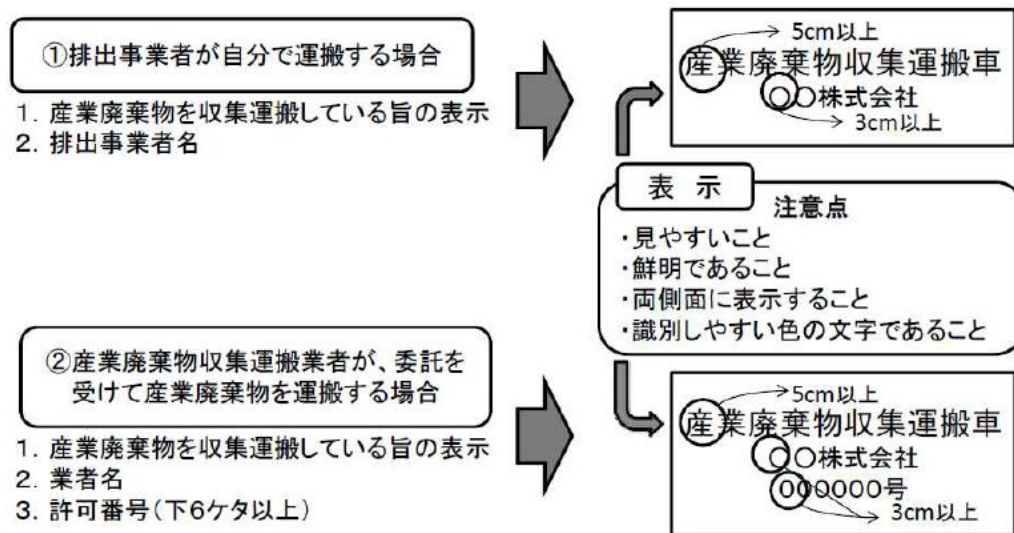 ①排出事業者が自分で運搬する場合
1. 産業廃棄物を収集運搬している旨の表示
2. 排出事業者名
5cm以上
産業廃棄物収集運搬車
○○株式会社
3cm以上
表 示
注意点
・見やすいこと
・鮮明であること
・両側面に表示すること
・識別しやすい色の文字であること
②産業廃棄物収集運搬業者が、委託を
受けて産業廃棄物を運搬する場合
1. 産業廃棄物を収集運搬している旨の表示
2. 業者名
3. 許可番号(下6ケタ以上)
5cm以上
産業廃棄物収集運搬車
○○株式会社
000000号
3cm以上